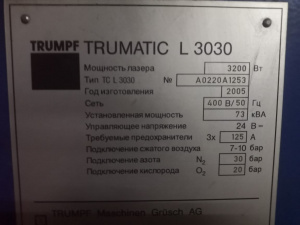 TRUMPF TRUMATIC L 3030
Мощность лазера 3200 Вт
Тип TC L 3030 № A0220A1253
Год изготовления 2005
Сеть 400 В/50 Гц
Установленная мощность 73 кВА
Управляющее напряжение 24 В=
Требуемые предохранители 3x 125 А
Подключение сжатого воздуха 7-10 бар
Подключение азота N₂ 30 бар
Подключение кислорода O₂ 20 бар
TRUMPF Maschinen Grüsch AG